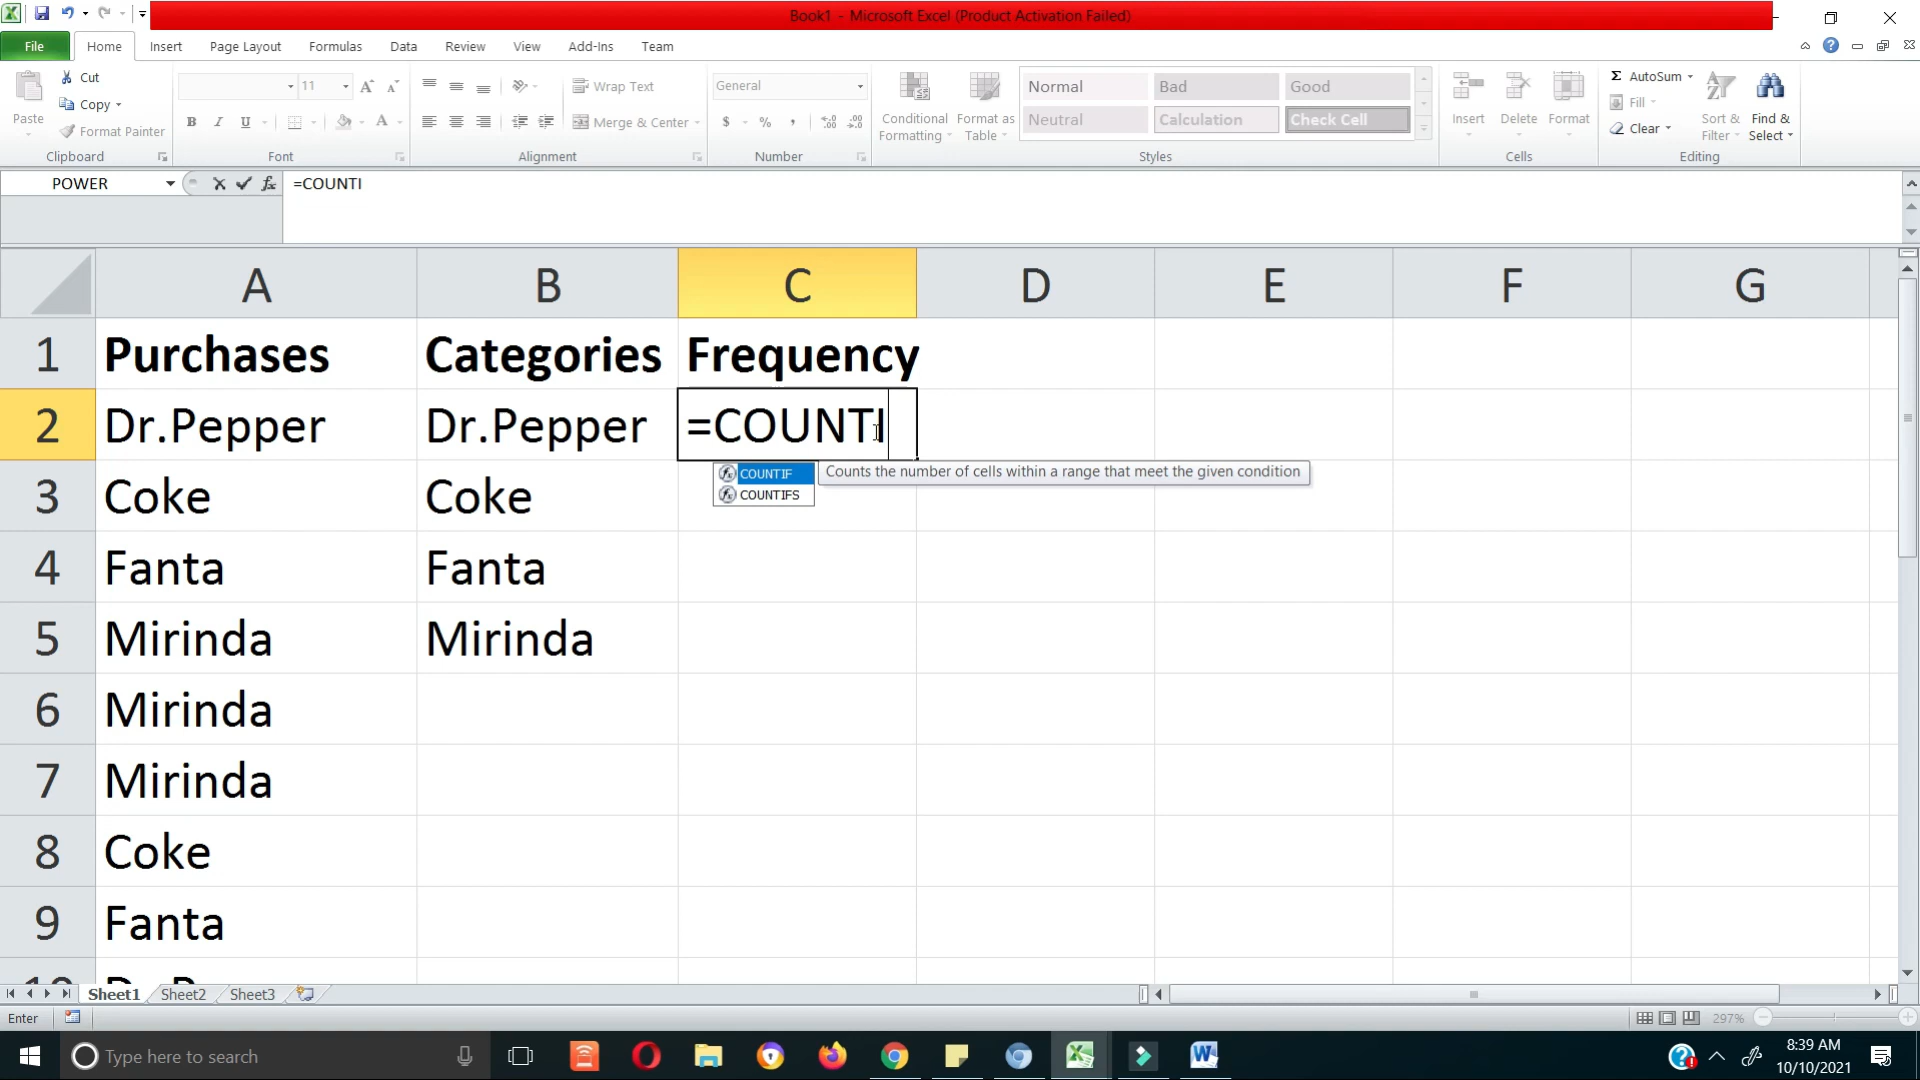 Book1 - Microsoft Excel (Product Activation Failed)
File Home Insert Page Layout Formulas Data Review View Add-Ins Team
Paste
Cut
Copy
Format Painter
Clipboard
11
B I U
Font
Wrap Text
Merge & Center
Alignment
General
$ % ,
Number
Conditional Formatting
Format as Table
Normal Bad Good
Neutral Calculation Check Cell
Styles
Insert Delete Format
Cells
Σ AutoSum
Fill
Clear
Sort & Filter
Find & Select
Editing
POWER =COUNTI
A B C D E F G
1 Purchases Categories Frequency
2 Dr.Pepper Dr.Pepper =COUNTI
COUNTIF Counts the number of cells within a range that meet the given condition
COUNTIFS
3 Coke Coke
4 Fanta Fanta
5 Mirinda Mirinda
6 Mirinda
7 Mirinda
8 Coke
9 Fanta
Sheet1 Sheet2 Sheet3
Enter 297%
Type here to search
8:39 AM
10/10/2021